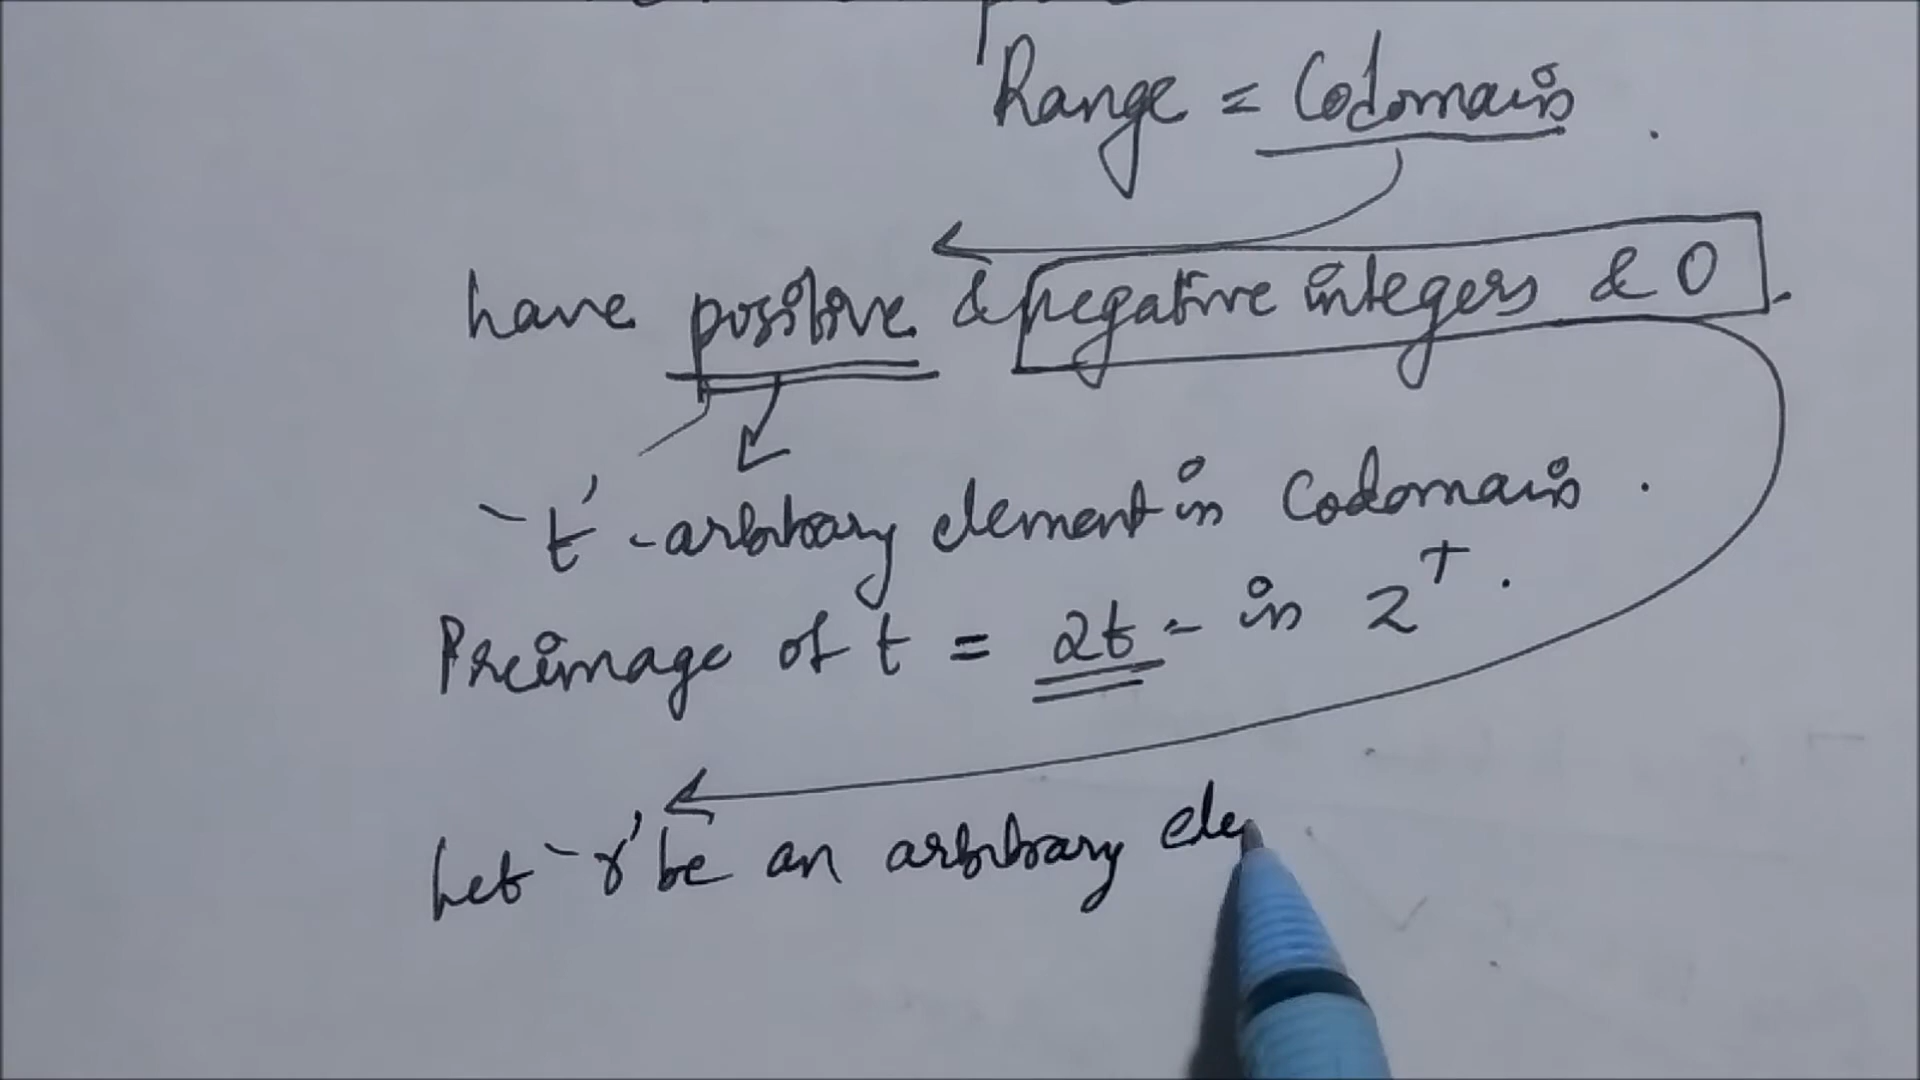 Range = Codomain.
have positive & negative integers & 0.
't' - arbitrary element in Codomain.
Preimage of t = 2t - in Z⁺.
Let 'r' be an arbitrary ele